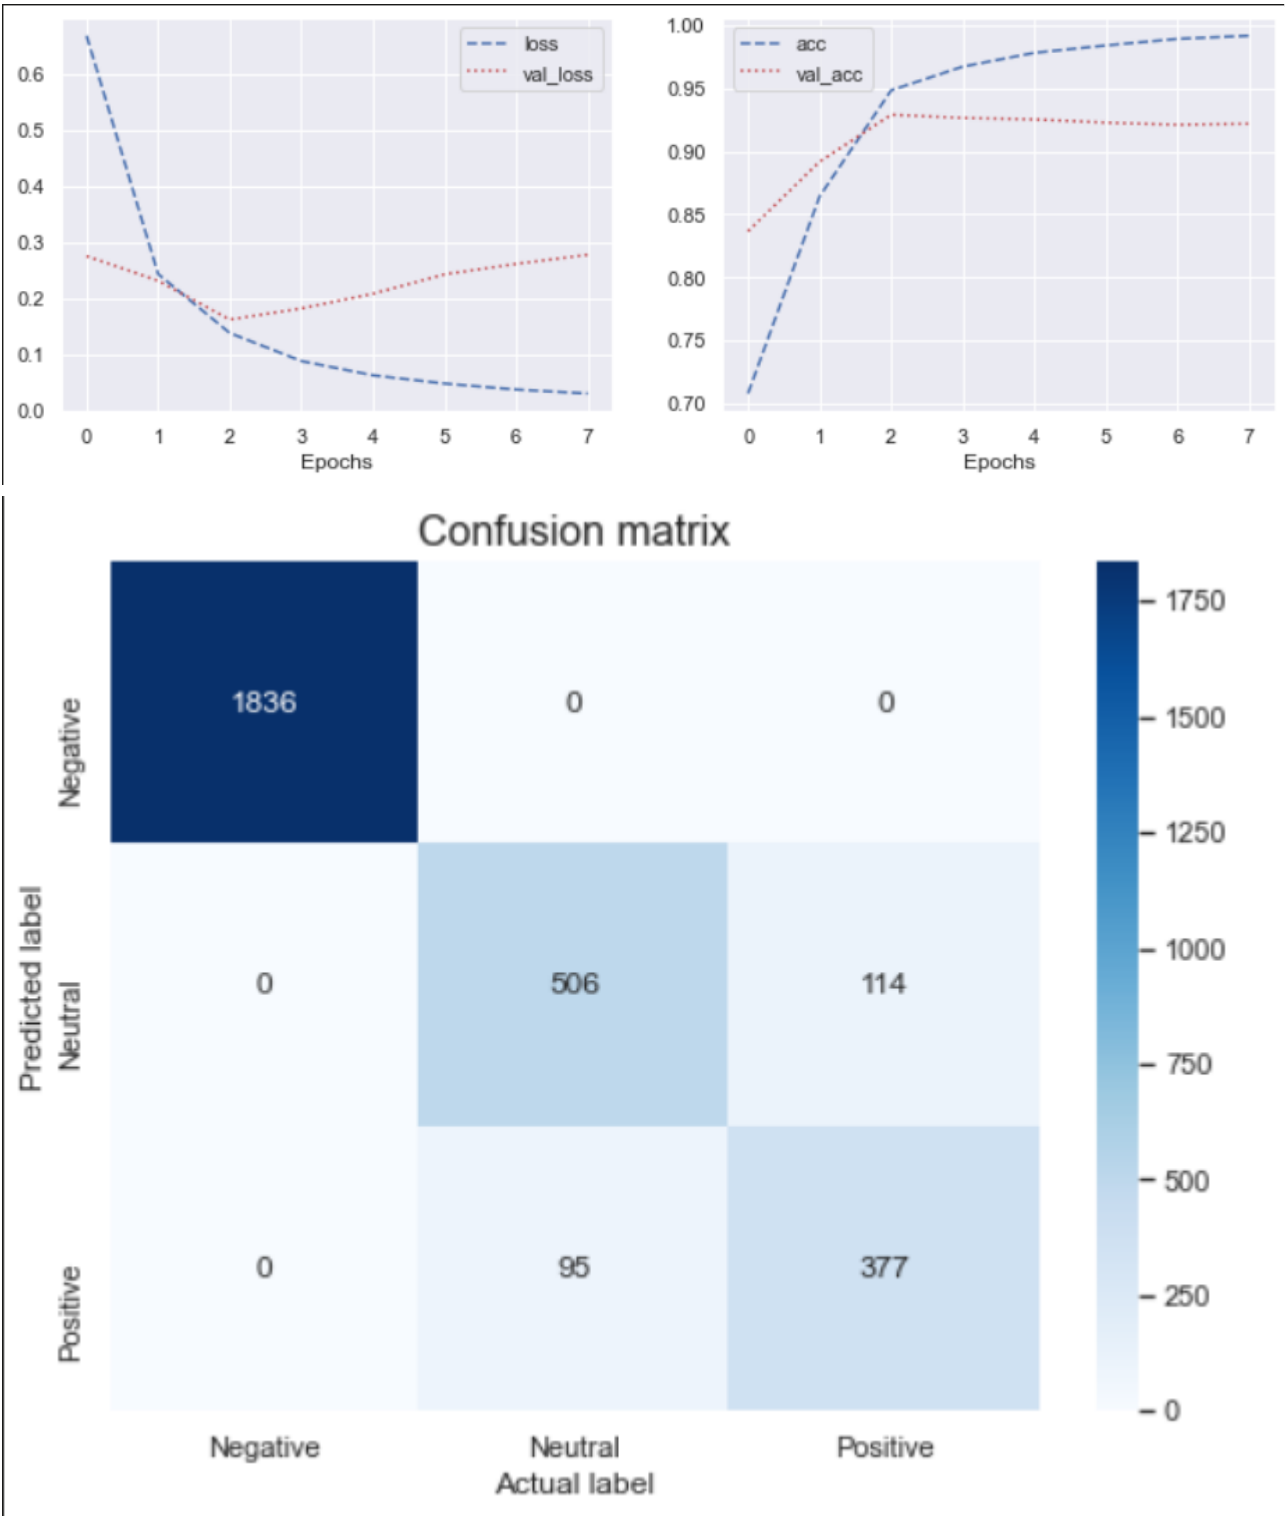 loss
val_loss
0.6
0.5
0.4
0.3
0.2
0.1
0.0
0 1 2 3 4 5 6 7
Epochs
acc
val_acc
1.00
0.95
0.90
0.85
0.80
0.75
0.70
0 1 2 3 4 5 6 7
Epochs
Confusion matrix
Predicted label
Negative
1836 0 0
Neutral
0 506 114
Positive
0 95 377
Negative Neutral Positive
Actual label
1750
1500
1250
1000
750
500
250
0